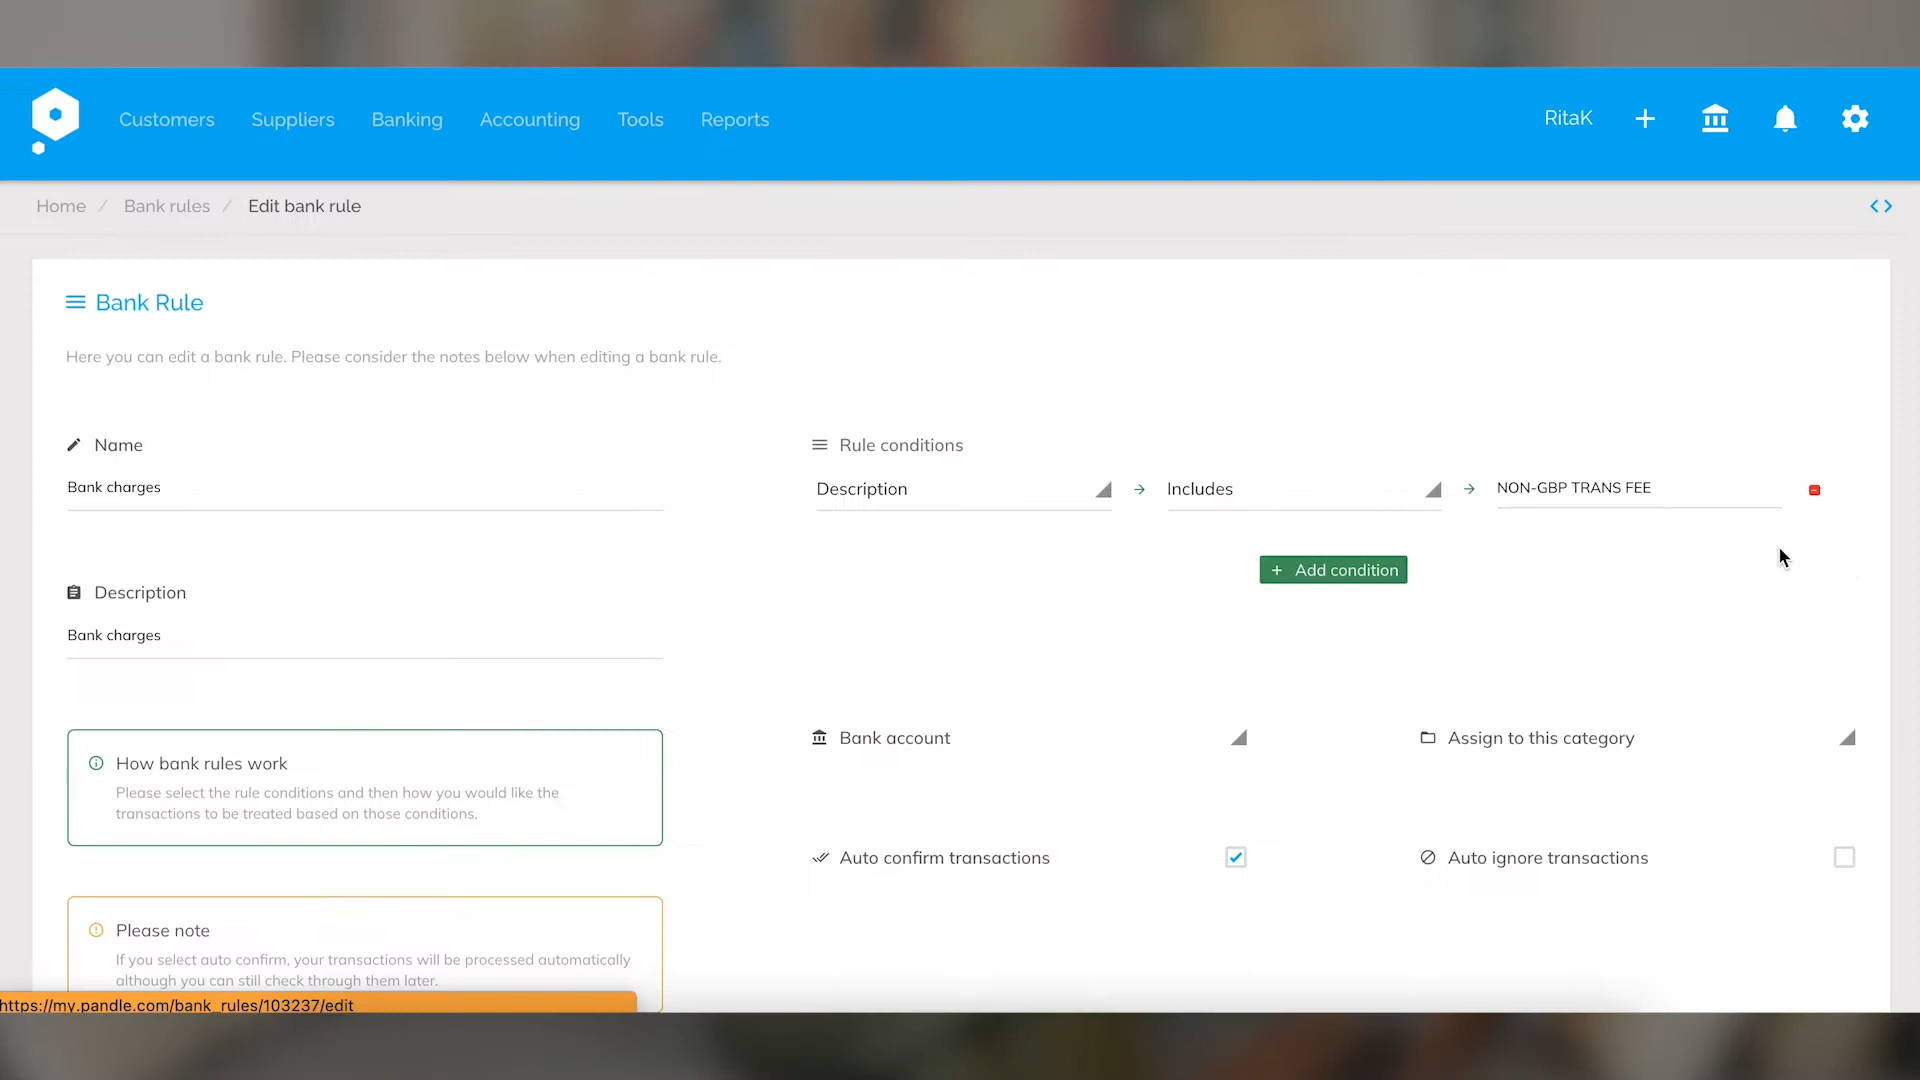 Customers Suppliers Banking Accounting Tools Reports RitaK
Home / Bank rules / Edit bank rule
Bank Rule
Here you can edit a bank rule. Please consider the notes below when editing a bank rule.
Name
Bank charges
Rule conditions
Description → Includes → NON-GBP TRANS FEE
+ Add condition
Description
Bank charges
How bank rules work
Please select the rule conditions and then how you would like the
transactions to be treated based on those conditions.
Bank account
Assign to this category
Auto confirm transactions
Auto ignore transactions
Please note
If you select auto confirm, your transactions will be processed automatically
although you can still check through them later.
https://my.pandle.com/bank_rules/103237/edit